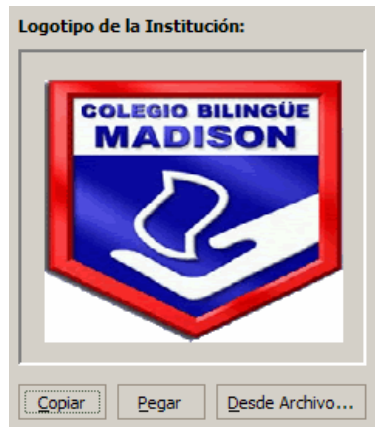 Logotipo de la Institución:
COLEGIO BILINGÜE
MADISON
Copiar
Pegar
Desde Archivo...